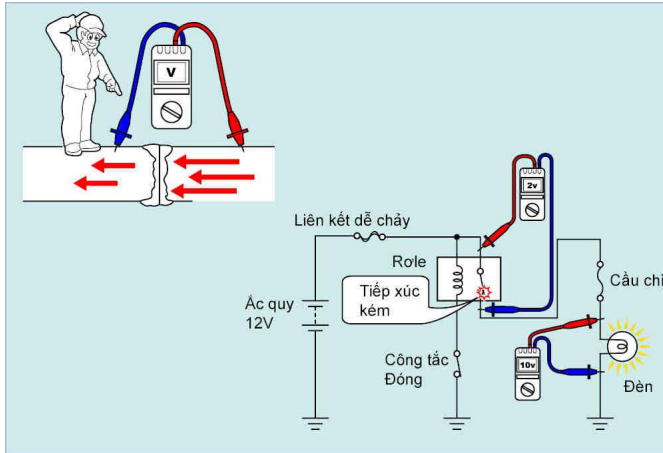 V
2v
Liên kết dễ chảy
Rơle
Cầu chì
Tiếp xúc
kém
Ắc quy
12V
Công tắc
Đóng
10v
Đèn